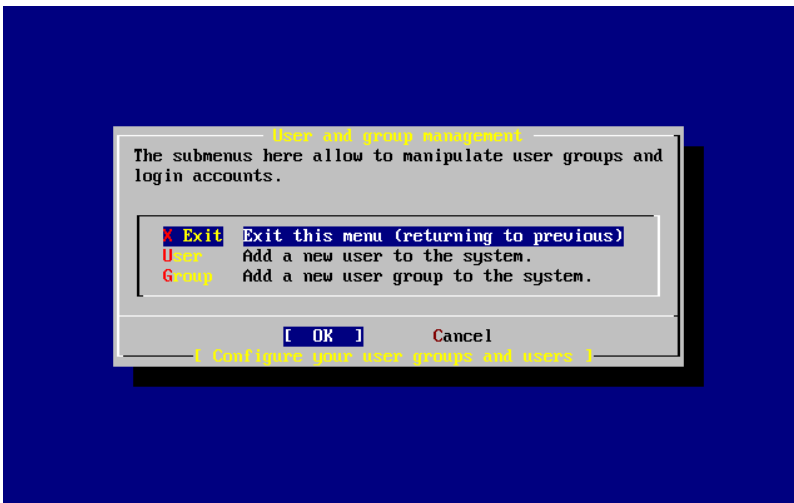 User and group management
The submenus here allow to manipulate user groups and
login accounts.
X Exit Exit this menu (returning to previous)
User Add a new user to the system.
Group Add a new user group to the system.
[ OK ] Cancel
[ Configure your user groups and users ]